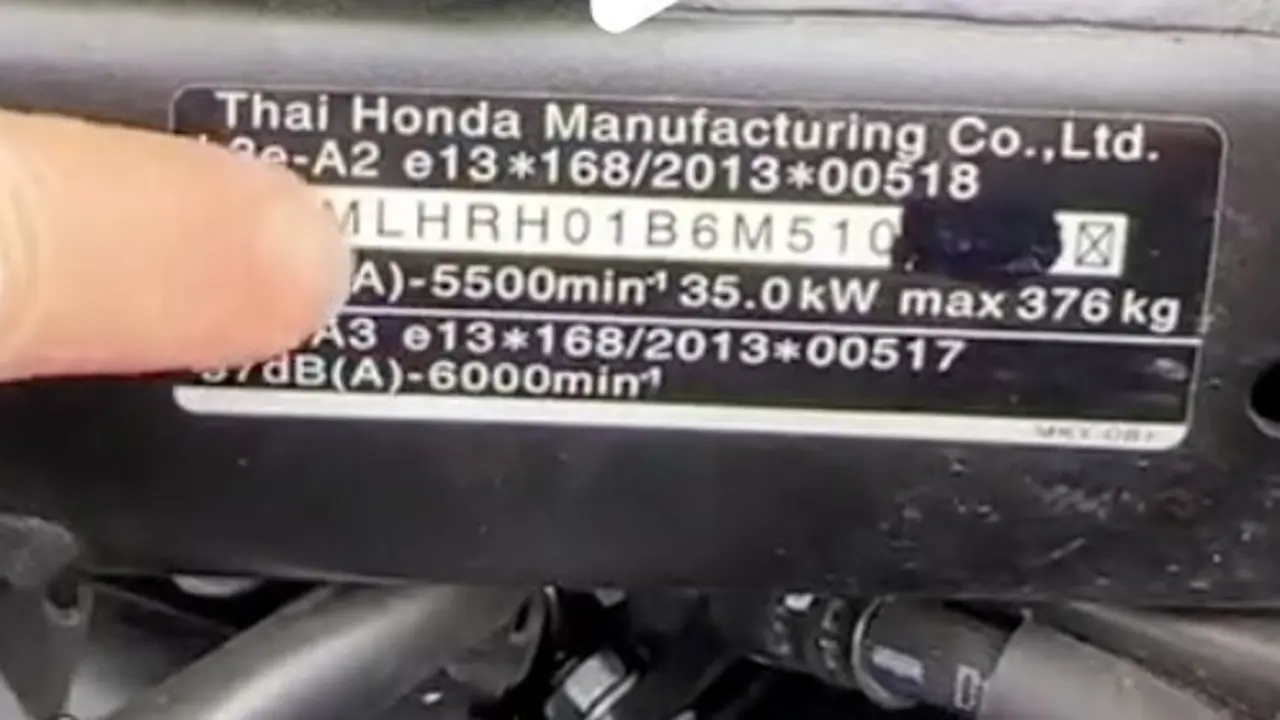 Thai Honda Manufacturing Co.,Ltd.
-A2 e13*168/2013*00518
MLHRH01B6M510
(A)-5500min⁻¹ 35.0kW max 376kg
A3 e13*168/2013*00517
dB(A)-6000min⁻¹